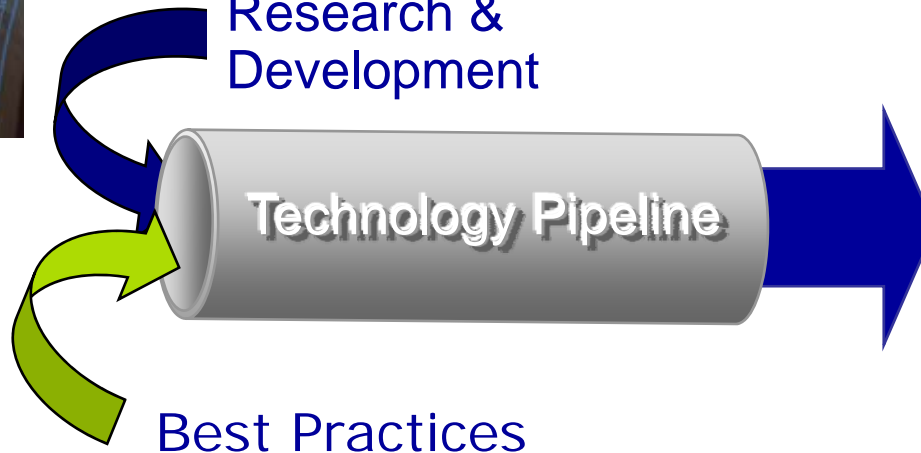 Research &
Development
Technology Pipeline
Best Practices